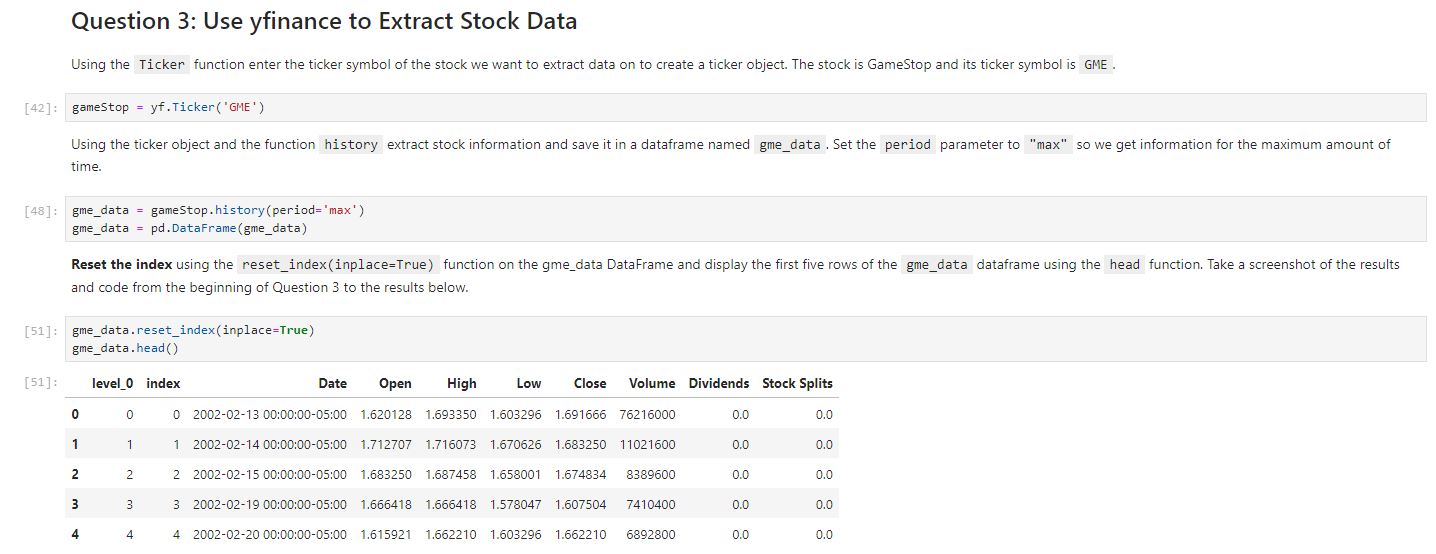 Question 3: Use yfinance to Extract Stock Data
Using the Ticker function enter the ticker symbol of the stock we want to extract data on to create a ticker object. The stock is GameStop and its ticker symbol is GME.
[42]: gameStop = yf.Ticker('GME')
Using the ticker object and the function history extract stock information and save it in a dataframe named gme_data. Set the period parameter to "max" so we get information for the maximum amount of
time.
[48]: gme_data = gameStop.history(period='max')
gme_data = pd.DataFrame(gme_data)
Reset the index using the reset_index(inplace=True) function on the gme_data DataFrame and display the first five rows of the gme_data dataframe using the head function. Take a screenshot of the results
and code from the beginning of Question 3 to the results below.
[51]: gme_data.reset_index(inplace=True)
gme_data.head()
[51]: level_0 index Date Open High Low Close Volume Dividends Stock Splits
0 0 0 2002-02-13 00:00:00-05:00 1.620128 1.693350 1.603296 1.691666 76216000 0.0 0.0
1 1 1 2002-02-14 00:00:00-05:00 1.712707 1.716073 1.670626 1.683250 11021600 0.0 0.0
2 2 2 2002-02-15 00:00:00-05:00 1.683250 1.687458 1.658001 1.674834 8389600 0.0 0.0
3 3 3 2002-02-19 00:00:00-05:00 1.666418 1.666418 1.578047 1.607504 7410400 0.0 0.0
4 4 4 2002-02-20 00:00:00-05:00 1.615921 1.662210 1.603296 1.662210 6892800 0.0 0.0